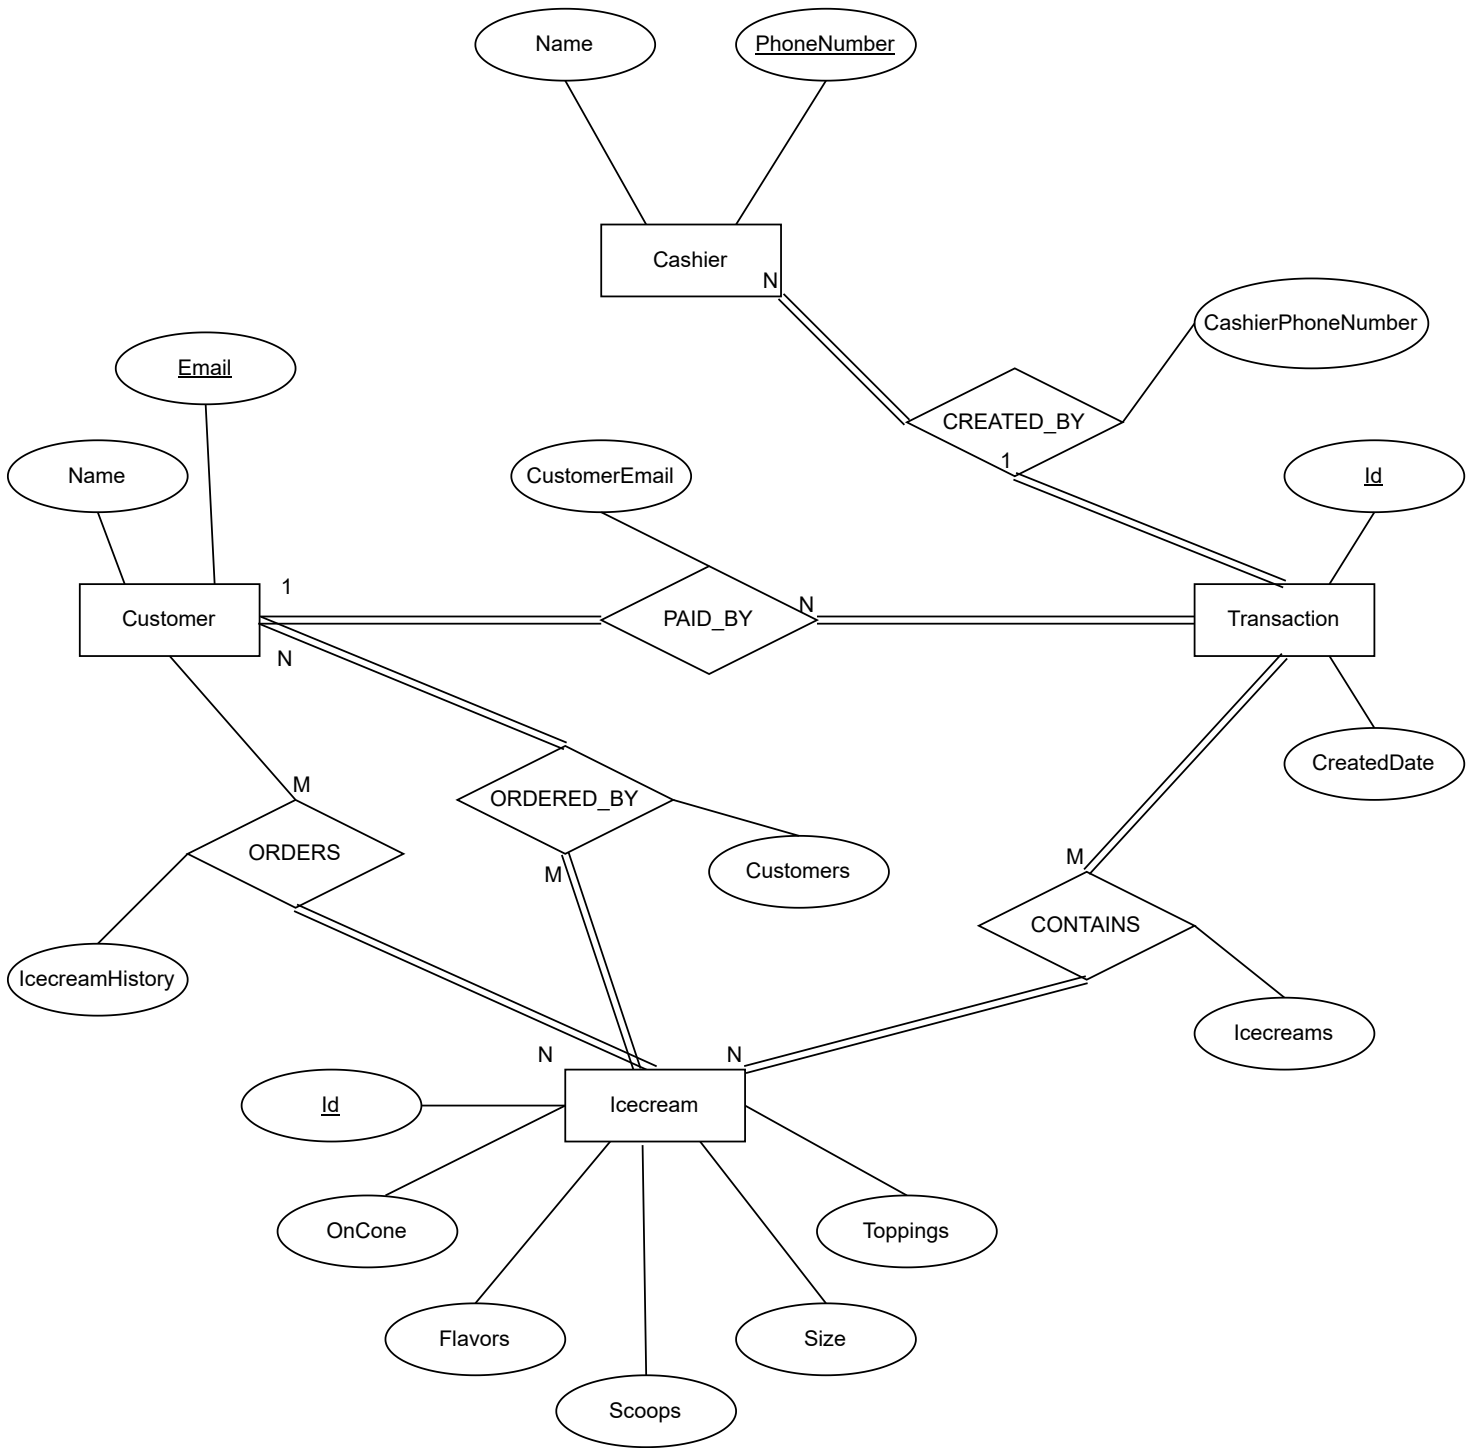 Name
PhoneNumber
Cashier
N
CashierPhoneNumber
Email
CREATED_BY
1
Name
CustomerEmail
Id
1
N
Customer
PAID_BY
Transaction
N
CreatedDate
M
ORDERED_BY
ORDERS
M
Customers
M
CONTAINS
IcecreamHistory
Icecreams
N
N
Id
Icecream
OnCone
Toppings
Flavors
Size
Scoops